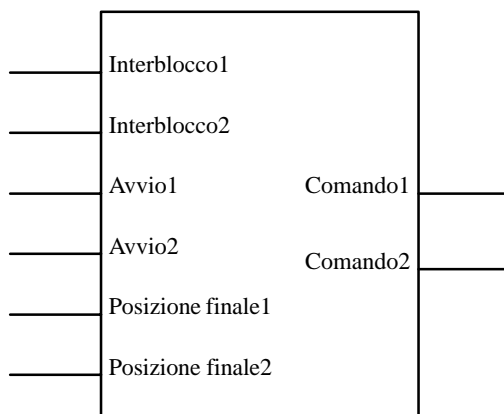 Interblocco1
Interblocco2
Avvio1
Comando1
Avvio2
Comando2
Posizione finale1
Posizione finale2